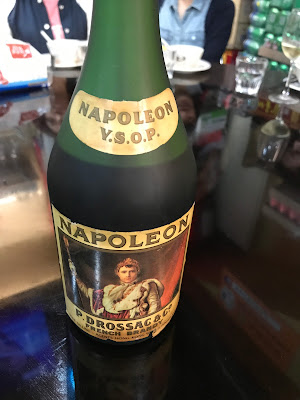 NAPOLEON
V.S.O.P.
NAPOLEON
P. DROSSAC & Co
FRENCH BRANDY